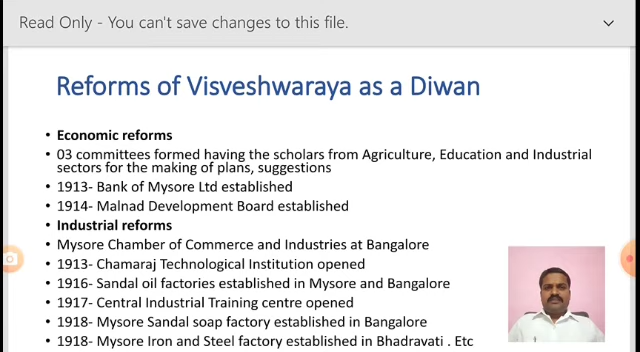 Read Only - You can't save changes to this file.
Reforms of Visveshwaraya as a Diwan
• Economic reforms
• 03 committees formed having the scholars from Agriculture, Education and Industrial
sectors for the making of plans, suggestions
• 1913- Bank of Mysore Ltd established
• 1914- Malnad Development Board established
• Industrial reforms
• Mysore Chamber of Commerce and Industries at Bangalore
• 1913- Chamaraj Technological Institution opened
• 1916- Sandal oil factories established in Mysore and Bangalore
• 1917- Central Industrial Training centre opened
• 1918- Mysore Sandal soap factory established in Bangalore
• 1918- Mysore Iron and Steel factory established in Bhadravati . Etc